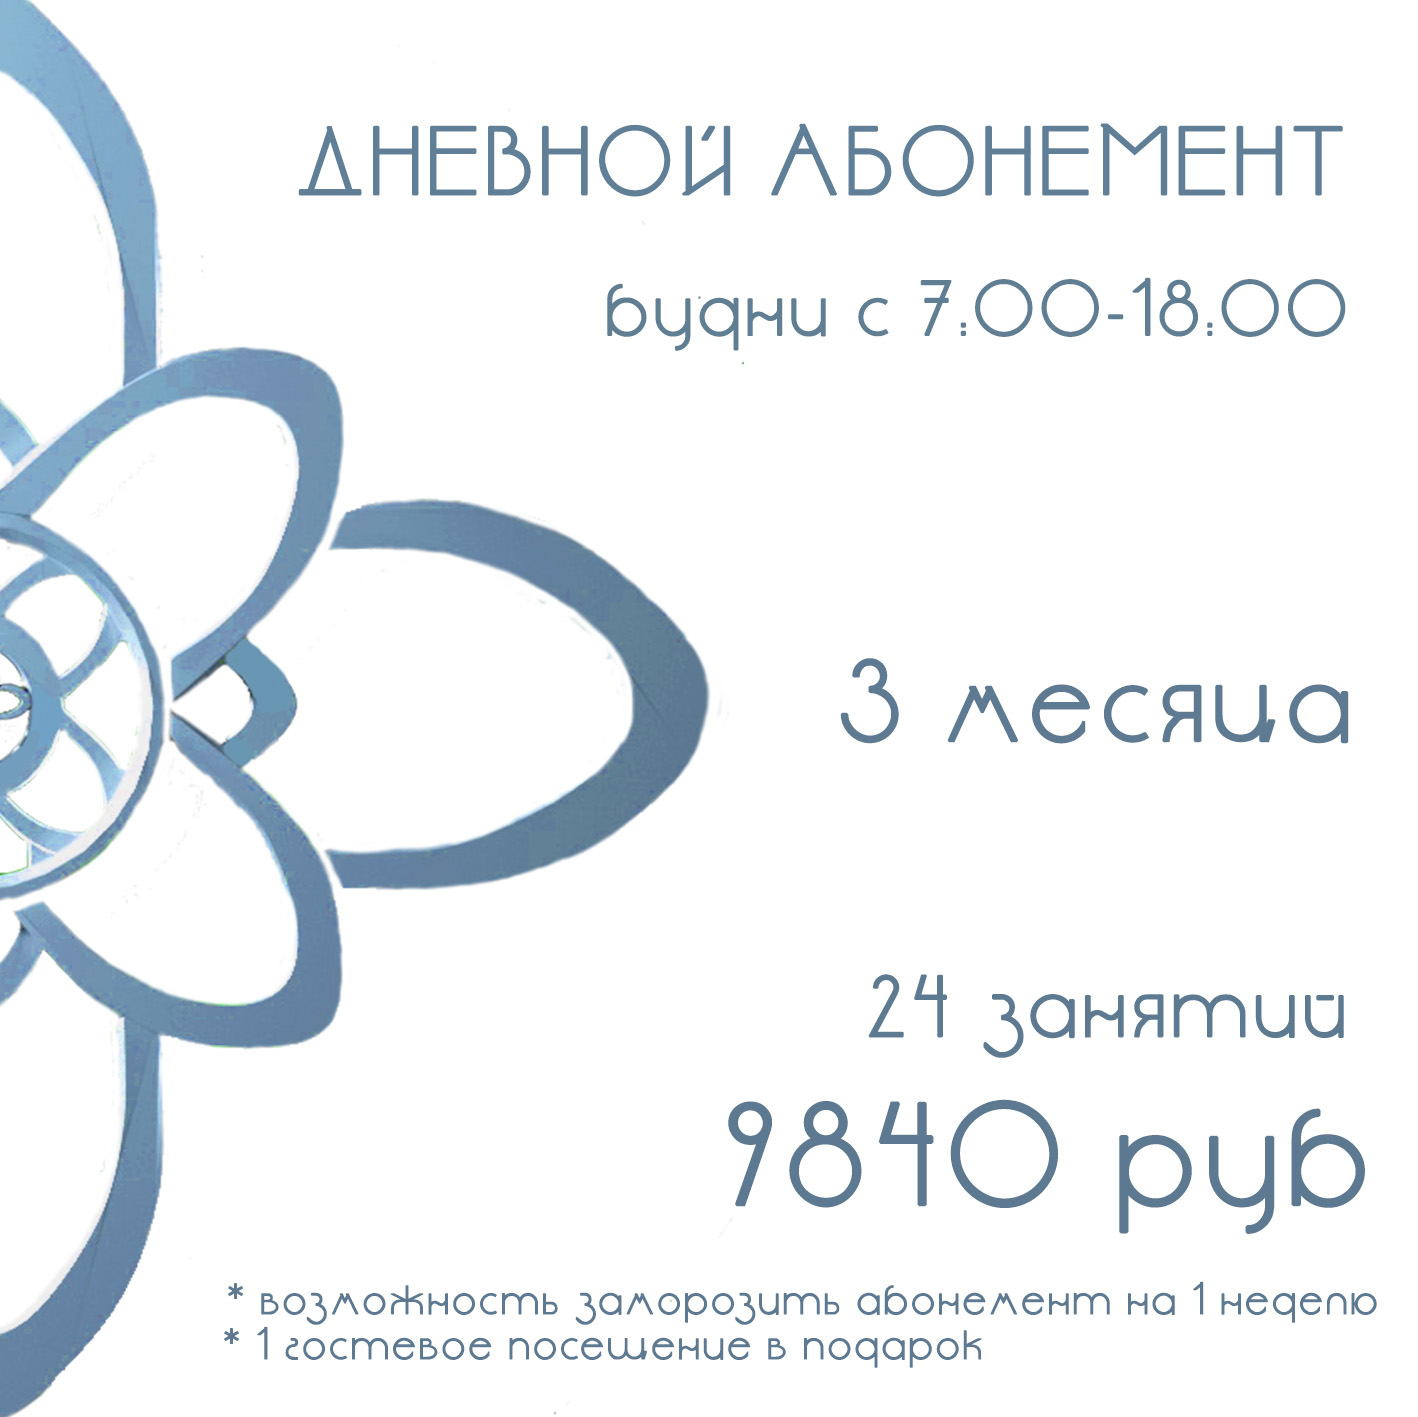 ДНЕВНОЙ АБОНЕМЕНТ
будни с 7:00-18:00
3 месяца
24 занятий
9840 руб
* возможность заморозить абонемент на 1 неделю
* 1 гостевое посещение в подарок